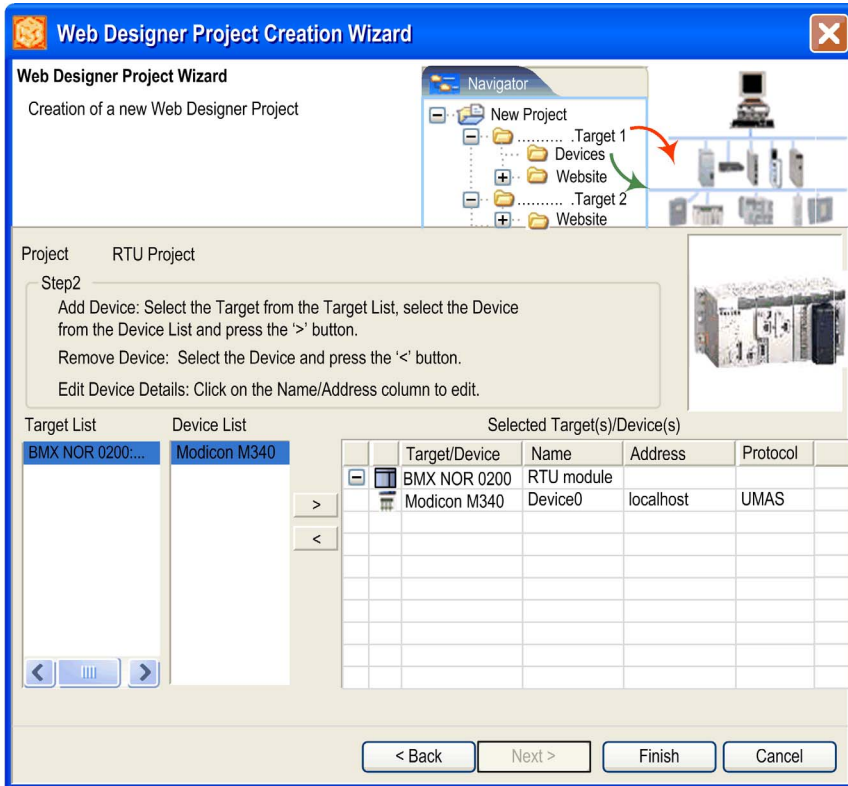 Web Designer Project Creation Wizard
Web Designer Project Wizard
Creation of a new Web Designer Project
Navigator
New Project
.......... .Target 1
Devices
Website
.......... .Target 2
Website
Project RTU Project
Step2
Add Device: Select the Target from the Target List, select the Device
from the Device List and press the ‘>’ button.
Remove Device: Select the Device and press the ‘<’ button.
Edit Device Details: Click on the Name/Address column to edit.
Target List Device List Selected Target(s)/Device(s)
BMX NOR 0200:... Modicon M340
Target/Device Name Address Protocol
BMX NOR 0200 RTU module
Modicon M340 Device0 localhost UMAS
>
<
< Back Next > Finish Cancel